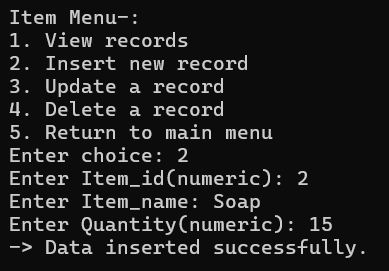 Item Menu-:
1. View records
2. Insert new record
3. Update a record
4. Delete a record
5. Return to main menu
Enter choice: 2
Enter Item_id(numeric): 2
Enter Item_name: Soap
Enter Quantity(numeric): 15
-> Data inserted successfully.